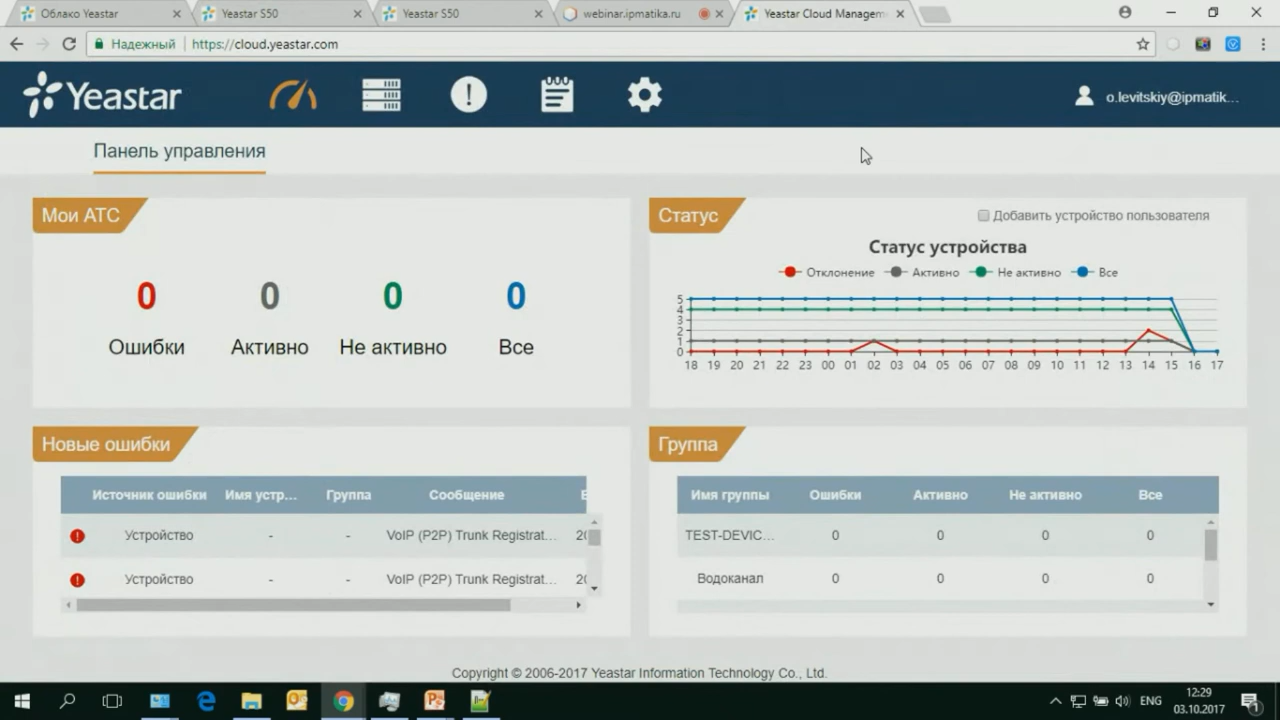 Облако Yeastar
Yeastar S50
Yeastar S50
webinar.ipmatika.ru
Yeastar Cloud Managem
Надежный
https://cloud.yeastar.com
Yeastar
o.levitskiy@ipmatik...
Панель управления
Мои АТС
0 0 0 0
Ошибки Активно Не активно Все
Статус
Добавить устройство пользователя
Статус устройства
Отклонение Активно Не активно Все
5
4
3
2
1
0
18 19 20 21 22 23 00 01 02 03 04 05 06 07 08 09 10 11 12 13 14 15 16 17
Новые ошибки
Источник ошибки Имя устр... Группа Сообщение
Устройство - - VoIP (P2P) Trunk Registrat...
Устройство - - VoIP (P2P) Trunk Registrat...
Группа
Имя группы Ошибки Активно Не активно Все
TEST-DEVIC... 0 0 0 0
Водоканал 0 0 0 0
Copyright © 2006-2017 Yeastar Information Technology Co., Ltd.
ENG
12:29
03.10.2017
1